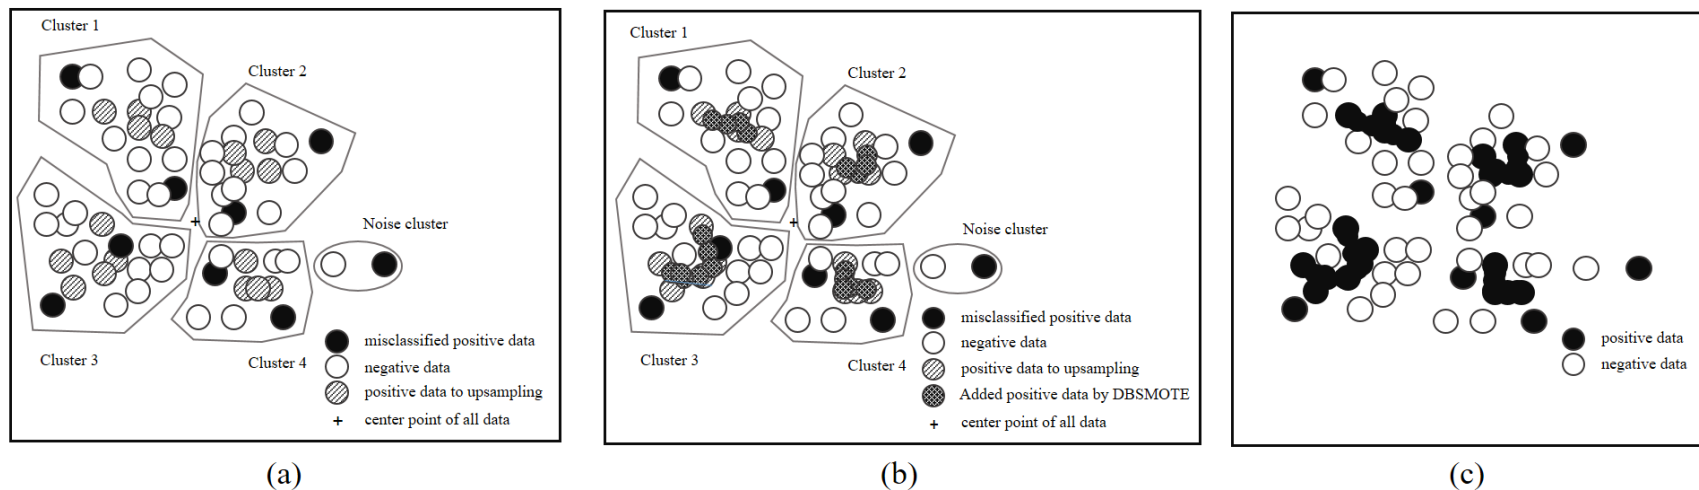 Cluster 1
Cluster 2
Noise cluster
Cluster 3
Cluster 4
misclassified positive data
negative data
positive data to upsampling
+ center point of all data
(a)
Cluster 1
Cluster 2
Noise cluster
Cluster 3
Cluster 4
misclassified positive data
negative data
positive data to upsampling
Added positive data by DBSMOTE
+ center point of all data
(b)
positive data
negative data
(c)